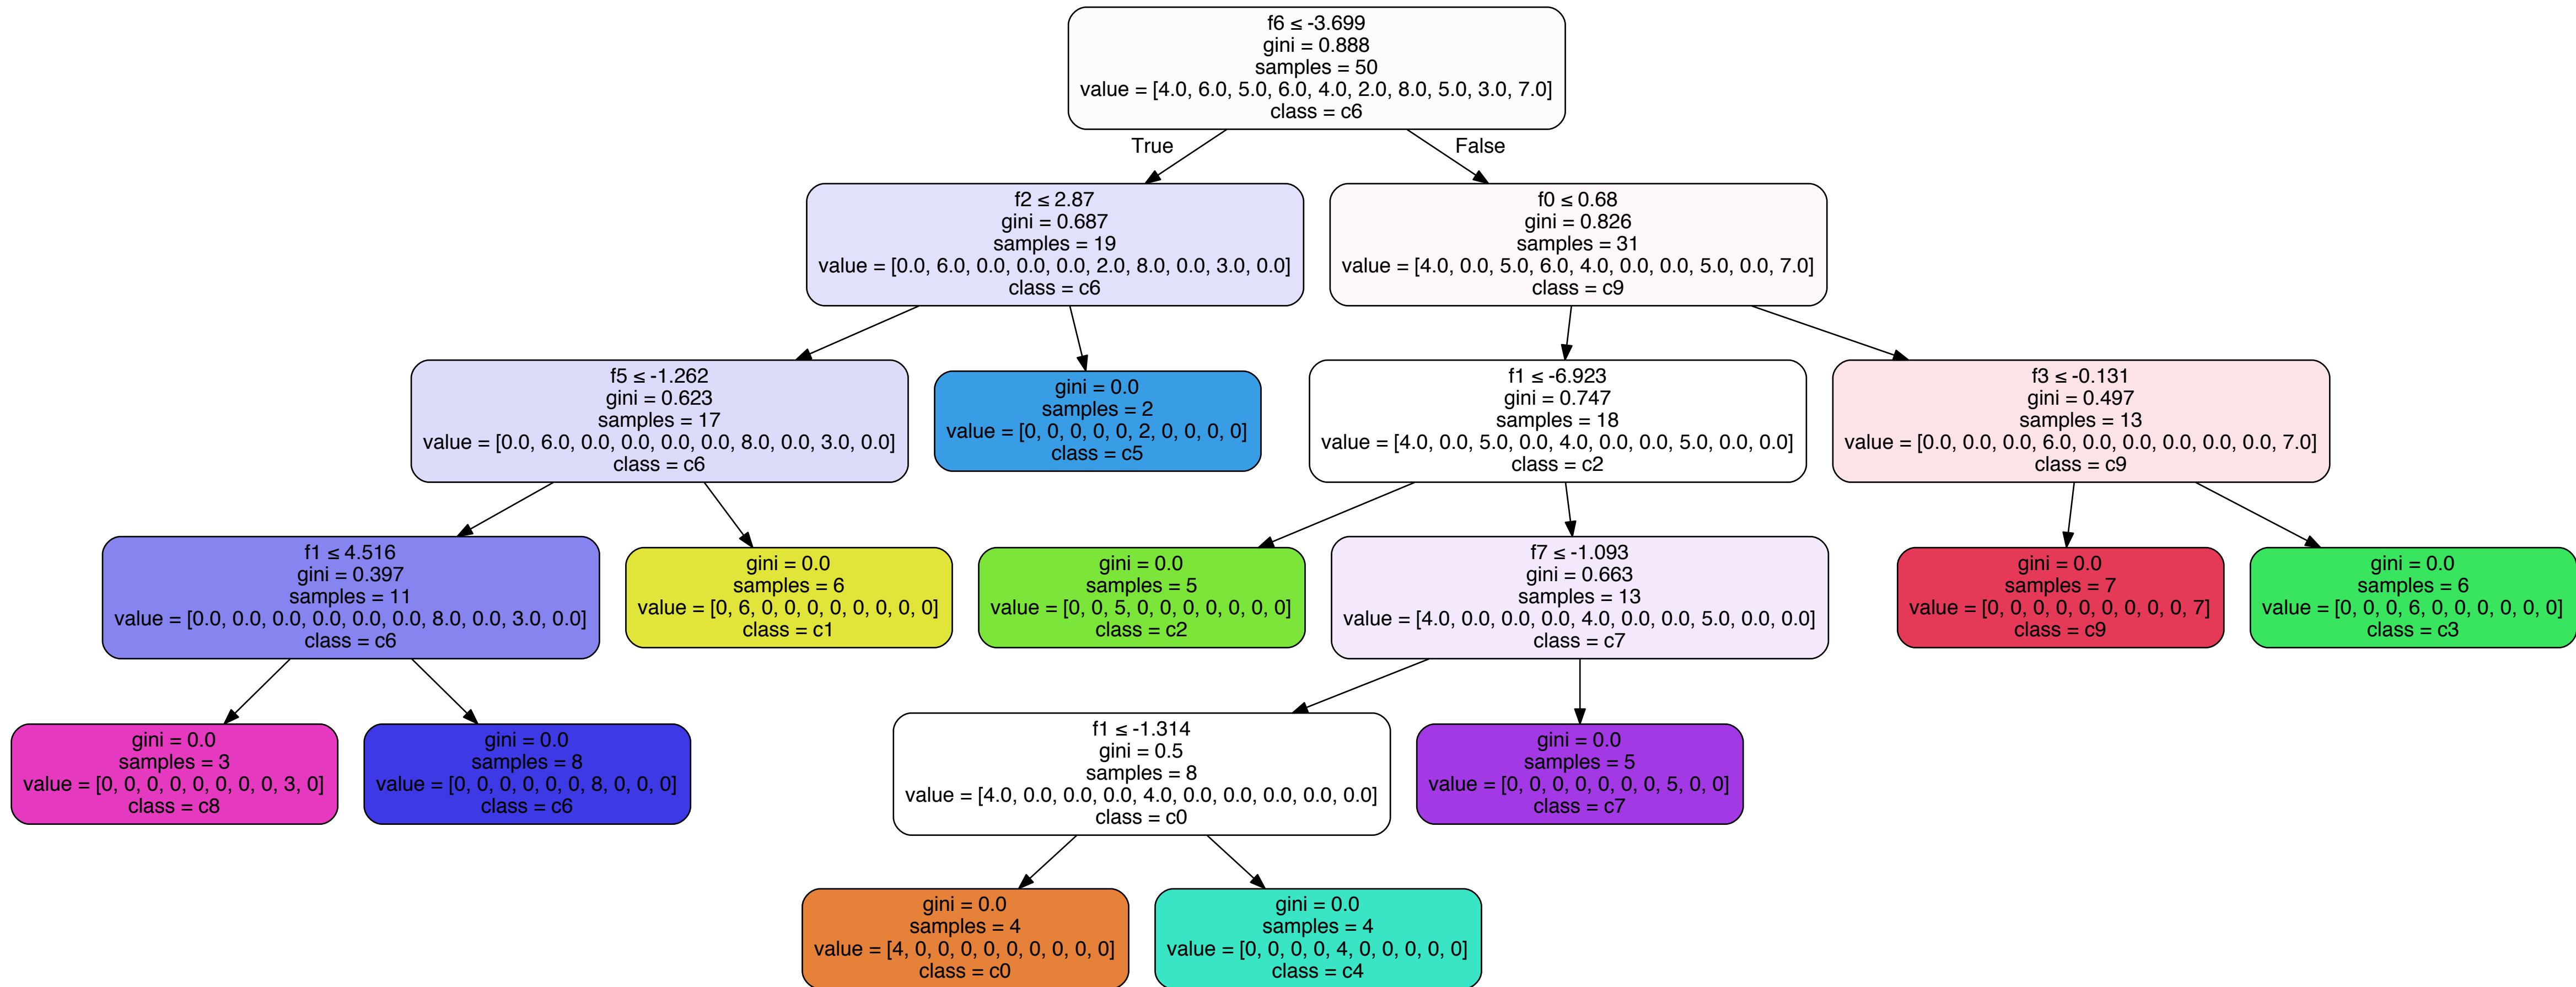 f6 ≤ -3.699
gini = 0.888
samples = 50
value = [4.0, 6.0, 5.0, 6.0, 4.0, 2.0, 8.0, 5.0, 3.0, 7.0]
class = c6
True
False
f2 ≤ 2.87
gini = 0.687
samples = 19
value = [0.0, 6.0, 0.0, 0.0, 0.0, 2.0, 8.0, 0.0, 3.0, 0.0]
class = c6
f0 ≤ 0.68
gini = 0.826
samples = 31
value = [4.0, 0.0, 5.0, 6.0, 4.0, 0.0, 0.0, 5.0, 0.0, 7.0]
class = c9
f5 ≤ -1.262
gini = 0.623
samples = 17
value = [0.0, 6.0, 0.0, 0.0, 0.0, 0.0, 8.0, 0.0, 3.0, 0.0]
class = c6
gini = 0.0
samples = 2
value = [0, 0, 0, 0, 0, 2, 0, 0, 0, 0]
class = c5
f1 ≤ -6.923
gini = 0.747
samples = 18
value = [4.0, 0.0, 5.0, 0.0, 4.0, 0.0, 0.0, 5.0, 0.0, 0.0]
class = c2
f3 ≤ -0.131
gini = 0.497
samples = 13
value = [0.0, 0.0, 0.0, 6.0, 0.0, 0.0, 0.0, 0.0, 0.0, 7.0]
class = c9
f1 ≤ 4.516
gini = 0.397
samples = 11
value = [0.0, 0.0, 0.0, 0.0, 0.0, 0.0, 8.0, 0.0, 3.0, 0.0]
class = c6
gini = 0.0
samples = 6
value = [0, 6, 0, 0, 0, 0, 0, 0, 0, 0]
class = c1
gini = 0.0
samples = 5
value = [0, 0, 5, 0, 0, 0, 0, 0, 0, 0]
class = c2
f7 ≤ -1.093
gini = 0.663
samples = 13
value = [4.0, 0.0, 0.0, 0.0, 4.0, 0.0, 0.0, 5.0, 0.0, 0.0]
class = c7
gini = 0.0
samples = 7
value = [0, 0, 0, 0, 0, 0, 0, 0, 0, 7]
class = c9
gini = 0.0
samples = 6
value = [0, 0, 0, 6, 0, 0, 0, 0, 0, 0]
class = c3
gini = 0.0
samples = 3
value = [0, 0, 0, 0, 0, 0, 0, 0, 3, 0]
class = c8
gini = 0.0
samples = 8
value = [0, 0, 0, 0, 0, 0, 8, 0, 0, 0]
class = c6
f1 ≤ -1.314
gini = 0.5
samples = 8
value = [4.0, 0.0, 0.0, 0.0, 4.0, 0.0, 0.0, 0.0, 0.0, 0.0]
class = c0
gini = 0.0
samples = 5
value = [0, 0, 0, 0, 0, 0, 0, 5, 0, 0]
class = c7
gini = 0.0
samples = 4
value = [4, 0, 0, 0, 0, 0, 0, 0, 0, 0]
class = c0
gini = 0.0
samples = 4
value = [0, 0, 0, 0, 4, 0, 0, 0, 0, 0]
class = c4